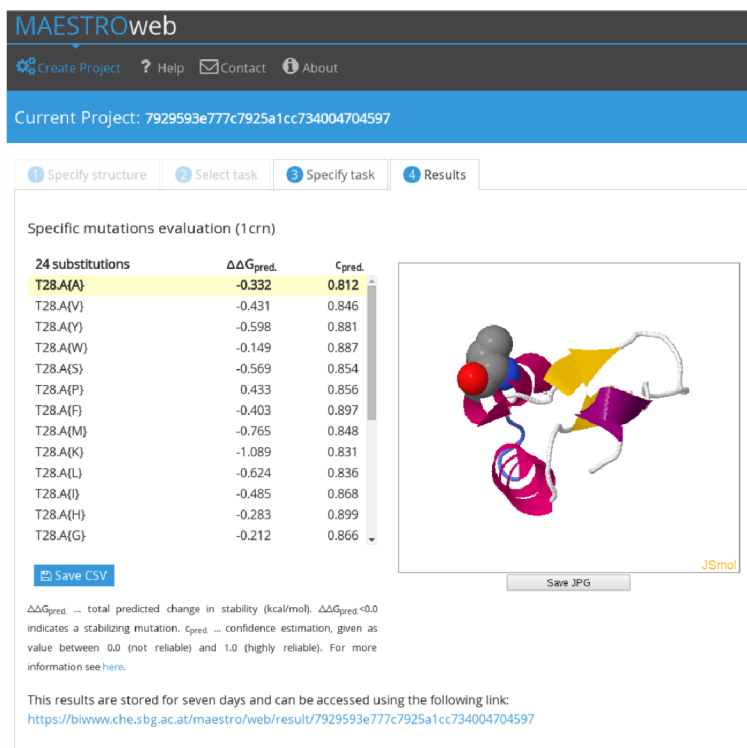 MAESTROweb
Create Project ? Help Contact About
Current Project: 7929593e777c7925a1cc734004704597
1 Specify structure 2 Select task 3 Specify task 4 Results
Specific mutations evaluation (1crn)
24 substitutions ΔΔGpred. cpred.
T28.A{A} -0.332 0.812
T28.A{V} -0.431 0.846
T28.A{Y} -0.598 0.881
T28.A{W} -0.149 0.887
T28.A{S} -0.569 0.854
T28.A{P} 0.433 0.856
T28.A{F} -0.403 0.897
T28.A{M} -0.765 0.848
T28.A{K} -1.089 0.831
T28.A{L} -0.624 0.836
T28.A{I} -0.485 0.868
T28.A{H} -0.283 0.899
T28.A{G} -0.212 0.866
JSmol
Save JPG
Save CSV
ΔΔGpred. ... total predicted change in stability (kcal/mol). ΔΔGpred.<0.0
indicates a stabilizing mutation. cpred. ... confidence estimation, given as
value between 0.0 (not reliable) and 1.0 (highly reliable). For more
information see here.
This results are stored for seven days and can be accessed using the following link:
https://biwww.che.sbg.ac.at/maestro/web/result/7929593e777c7925a1cc734004704597